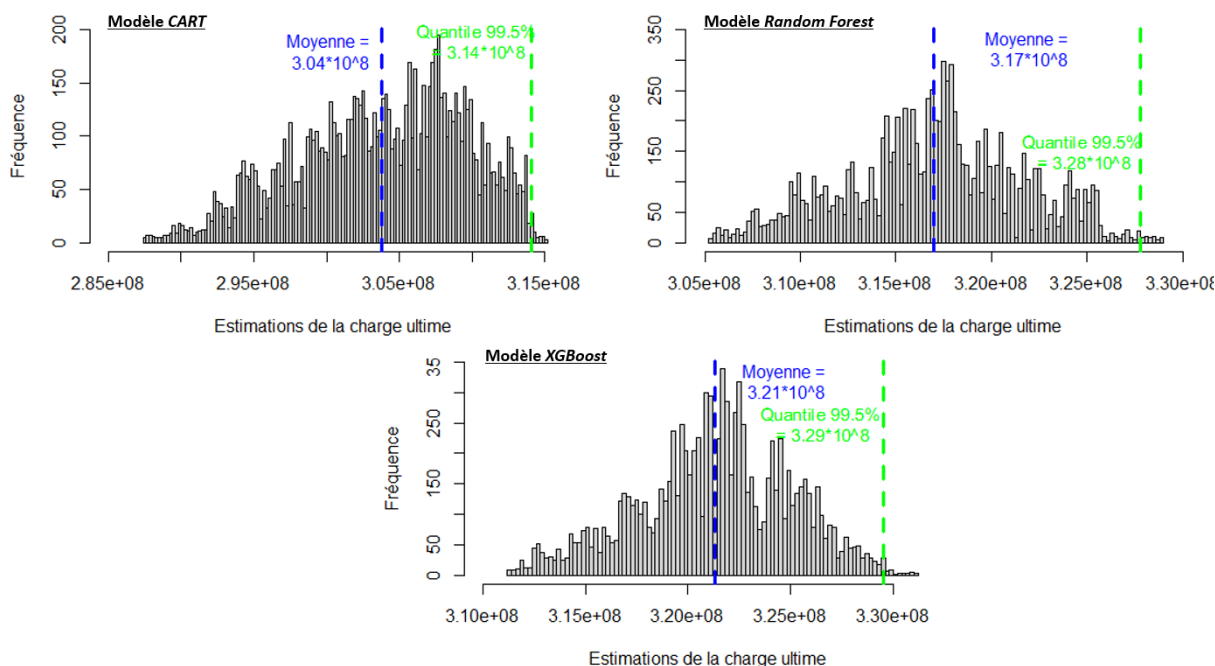 Modèle CART
Moyenne =
3.04*10^8
Quantile 99.5%
= 3.14*10^8
200
150
100
50
0
Fréquence
2.85e+08
2.95e+08
3.05e+08
3.15e+08
Estimations de la charge ultime
Modèle Random Forest
Moyenne =
3.17*10^8
Quantile 99.5%
= 3.28*10^8
350
250
150
50
0
Fréquence
3.05e+08
3.10e+08
3.15e+08
3.20e+08
3.25e+08
3.30e+08
Estimations de la charge ultime
Modèle XGBoost
Moyenne =
3.21*10^8
Quantile 99.5%
= 3.29*10^8
35
250
150
50
0
Fréquence
3.10e+08
3.15e+08
3.20e+08
3.25e+08
3.30e+08
Estimations de la charge ultime